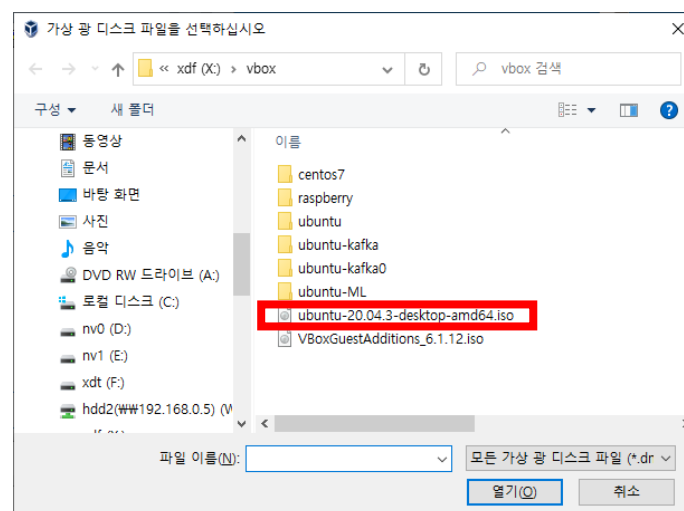 가상 광 디스크 파일을 선택하십시오
« xdf (X:) › vbox
vbox 검색
구성
새 폴더
동영상
문서
바탕 화면
사진
음악
DVD RW 드라이브 (A:)
로컬 디스크 (C:)
nv0 (D:)
nv1 (E:)
xdt (F:)
hdd2(₩₩192.168.0.5) (W
이름
centos7
raspberry
ubuntu
ubuntu-kafka
ubuntu-kafka0
ubuntu-ML
ubuntu-20.04.3-desktop-amd64.iso
VBoxGuestAdditions_6.1.12.iso
파일 이름(N):
모든 가상 광 디스크 파일 (*.dr
열기(O)
취소